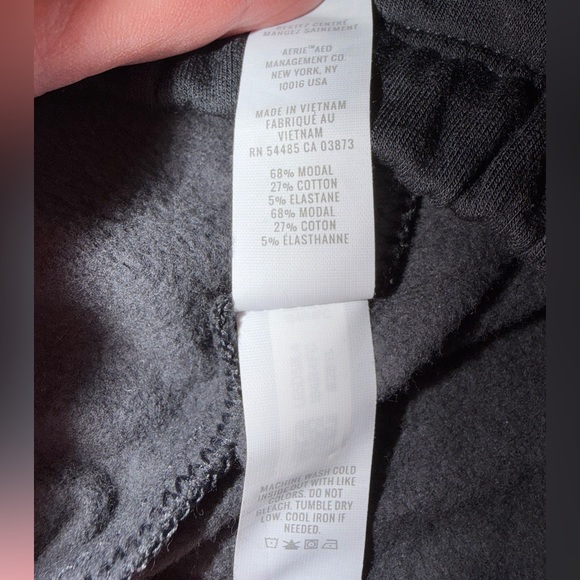 MANGEZ SAINEMENT
AERIE™AEO
MANAGEMENT CO.
NEW YORK, NY
10016 USA
MADE IN VIETNAM
FABRIQUÉ AU
VIETNAM
RN 54485 CA 03873
68% MODAL
27% COTTON
5% ELASTANE
68% MODAL
27% COTON
5% ÉLASTHANNE
MACHINE WASH COLD
INSIDE OUT WITH LIKE
COLORS. DO NOT
BLEACH. TUMBLE DRY
LOW. COOL IRON IF
NEEDED.